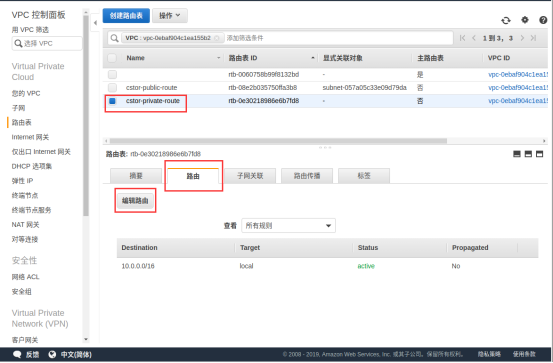 VPC 控制面板
用 VPC 筛选
选择 VPC
Virtual Private
Cloud
您的 VPC
子网
路由表
Internet 网关
仅出口 Internet 网关
DHCP 选项集
弹性 IP
终端节点
终端节点服务
NAT 网关
对等连接
安全性
网络 ACL
安全组
Virtual Private
Network (VPN)
客户网关
创建路由表 操作
VPC : vpc-0ebaf904c1ea155b2 添加筛选条件
1 到 3，3
Name 路由表 ID 显式关联对象 主路由表 VPC ID
rtb-0060758b99f8132bd - 是 vpc-0ebaf904c1ea15
cstor-public-route rtb-08e2b035750ffa3b8 subnet-057a05c33e09d79da 否 vpc-0ebaf904c1ea15
cstor-private-route rtb-0e30218986e6b7fd8 - 否 vpc-0ebaf904c1ea15
路由表: rtb-0e30218986e6b7fd8
摘要 路由 子网关联 路由传播 标签
编辑路由
查看 所有规则
Destination Target Status Propagated
10.0.0.0/16 local active No
反馈 中文(简体) © 2008 - 2019, Amazon Web Services, Inc. 或其子公司。保留所有权利。 隐私策略 使用条款